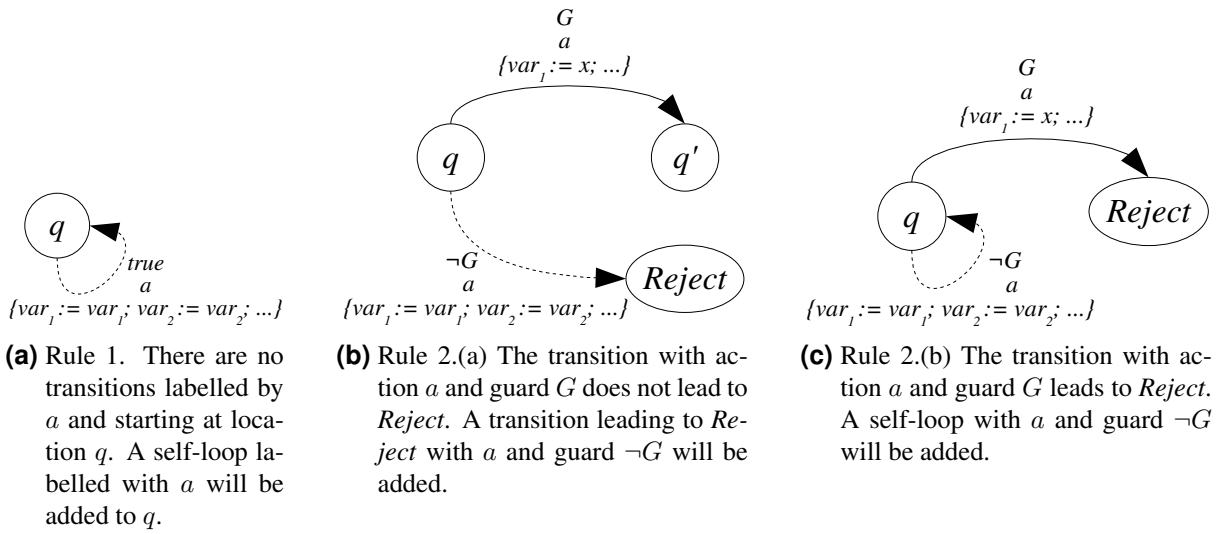 q
true
a
{var₁ := var₁; var₂ := var₂; ...}
(a) Rule 1. There are no
transitions labelled by
a and starting at loca-
tion q. A self-loop la-
belled with a will be
added to q.
G
a
{var₁ := x; ...}
q
q'
¬G
a
{var₁ := var₁; var₂ := var₂; ...}
Reject
(b) Rule 2.(a) The transition with ac-
tion a and guard G does not lead to
Reject. A transition leading to Re-
ject with a and guard ¬G will be
added.
G
a
{var₁ := x; ...}
q
Reject
¬G
a
{var₁ := var₁; var₂ := var₂; ...}
(c) Rule 2.(b) The transition with ac-
tion a and guard G leads to Reject.
A self-loop with a and guard ¬G
will be added.